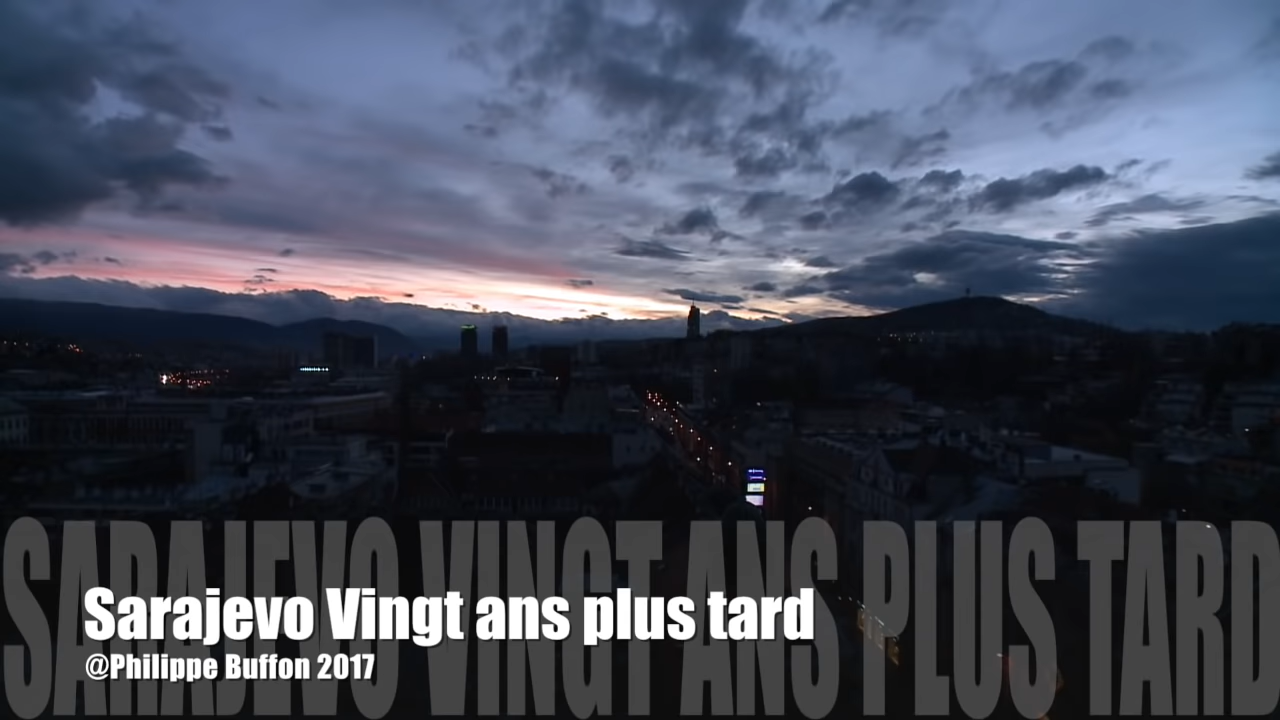 SARAJEVO VINGT ANS PLUS TARD
Sarajevo Vingt ans plus tard
@Philippe Buffon 2017